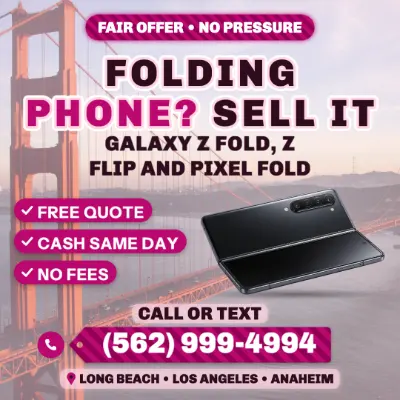 FAIR OFFER • NO PRESSURE
FOLDING
PHONE? SELL IT
GALAXY Z FOLD, Z
FLIP AND PIXEL FOLD
FREE QUOTE
CASH SAME DAY
NO FEES
CALL OR TEXT
(562) 999-4994
LONG BEACH • LOS ANGELES • ANAHEIM